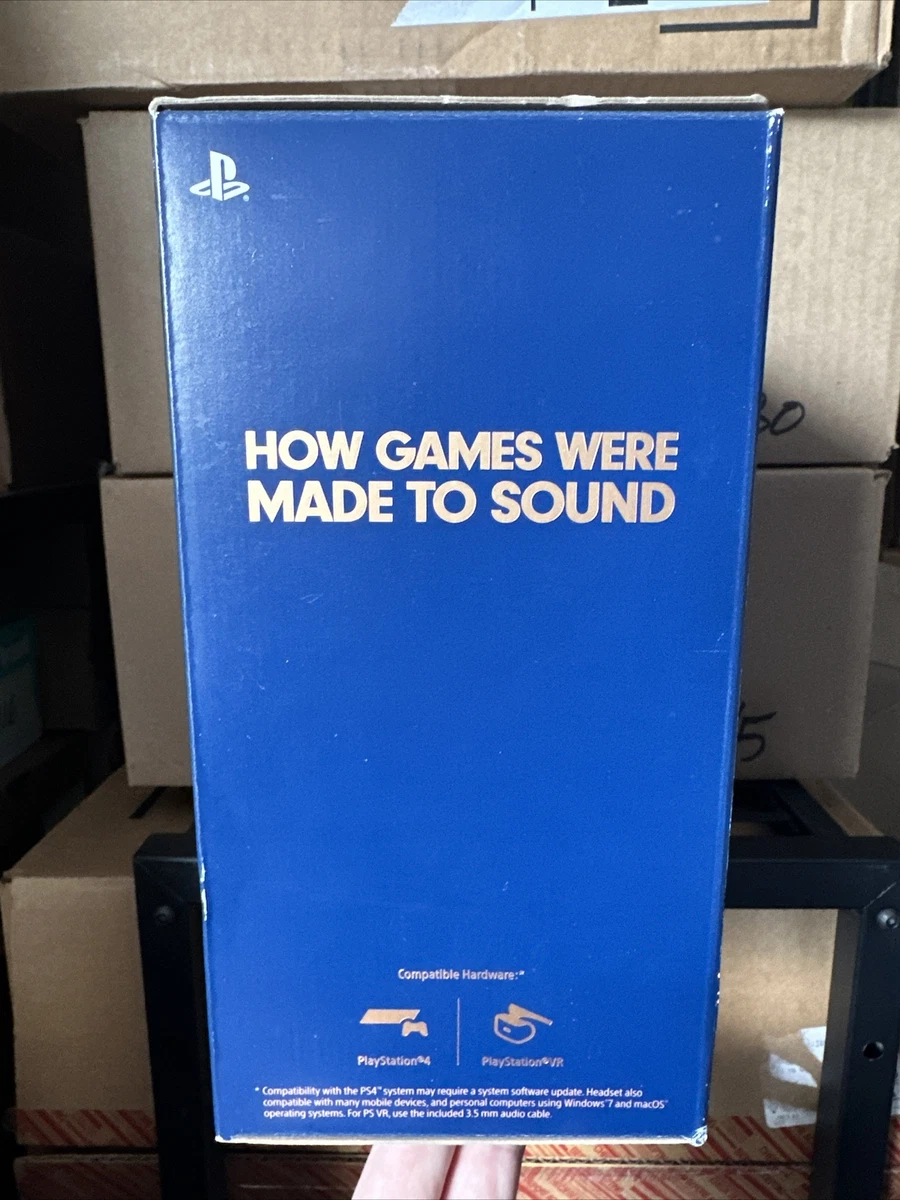 HOW GAMES WERE
MADE TO SOUND
Compatible Hardware:*
PlayStation®4
PlayStation®VR
* Compatibility with the PS4™ system may require a system software update. Headset also
compatible with many mobile devices, and personal computers using Windows®7 and macOS™
operating systems. For PS VR, use the included 3.5 mm audio cable.